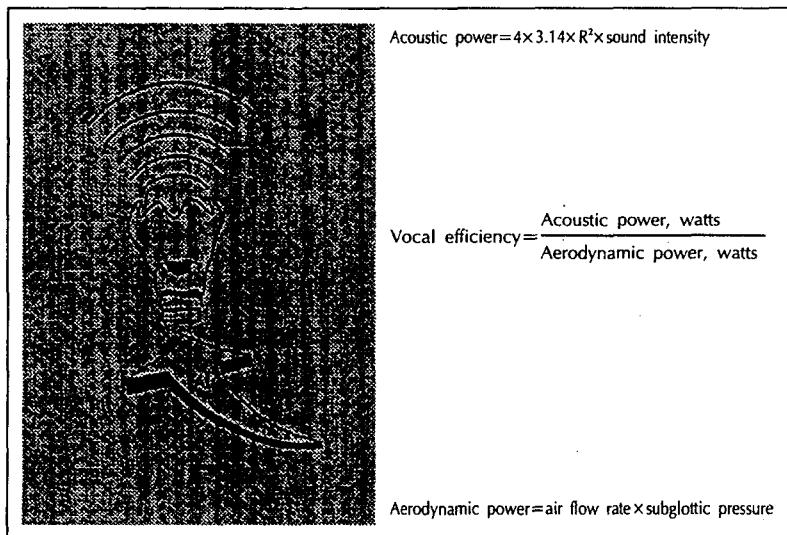 Acoustic power=4×3.14×R²×sound intensity
Vocal efficiency=Acoustic power, watts
Aerodynamic power, watts
Aerodynamic power=air flow rate×subglottic pressure